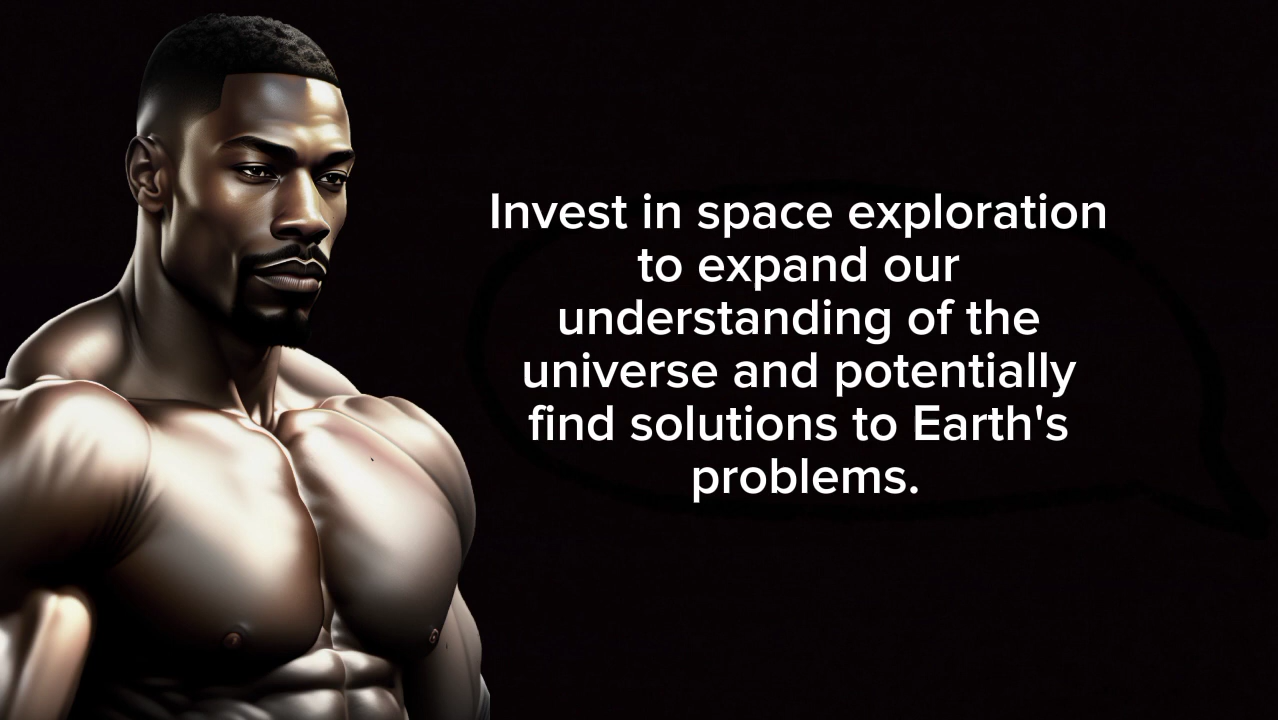 Invest in space exploration
to expand our
understanding of the
universe and potentially
find solutions to Earth's
problems.